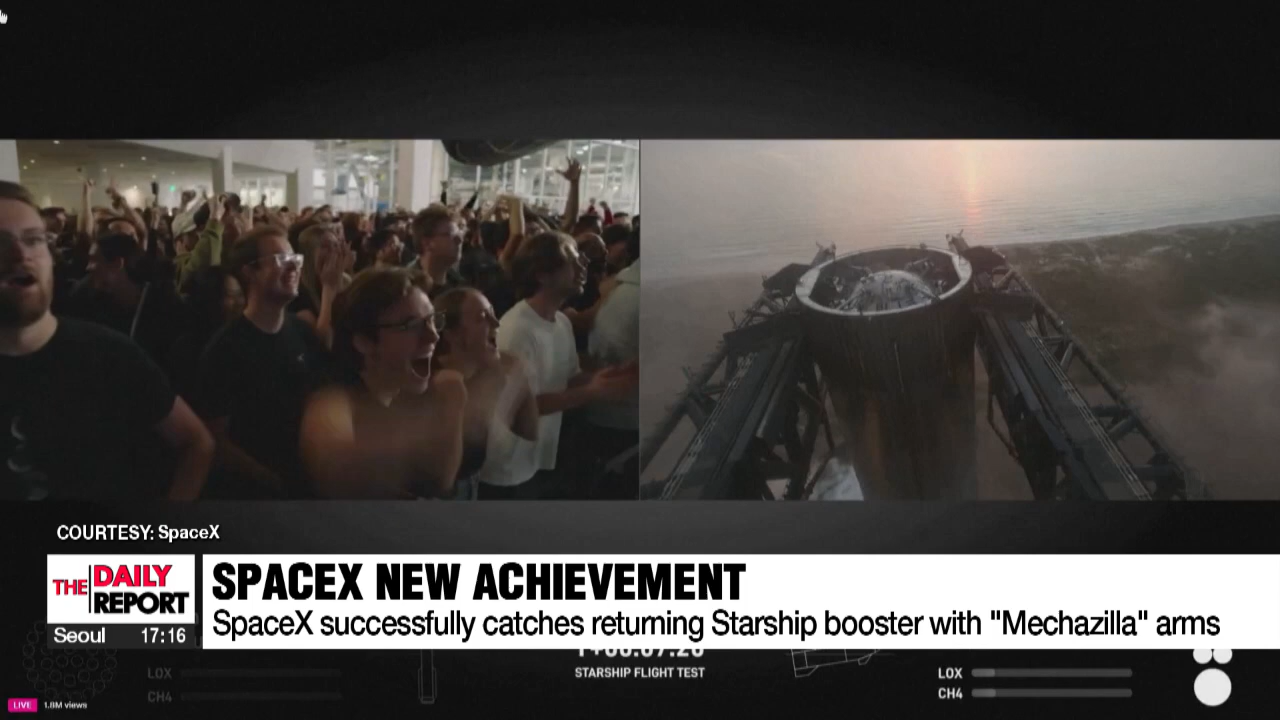 COURTESY: SpaceX
THE DAILY REPORT
SPACEX NEW ACHIEVEMENT
SpaceX successfully catches returning Starship booster with "Mechazilla" arms
Seoul 17:16
STARSHIP FLIGHT TEST
LOX
CH4
LOX
CH4
LIVE 1.8M views